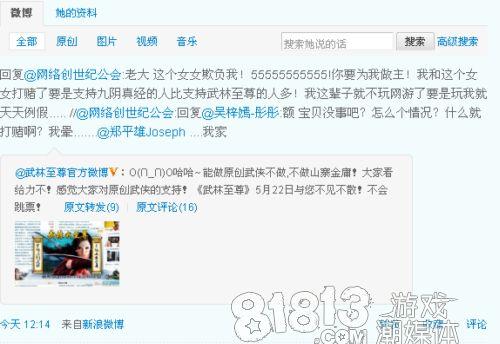 微博 她的资料
全部 原创 图片 视频 音乐 搜索她说的话 搜索 高级搜索
回复@网络创世纪公会:老大 这个女女欺负我！55555555555!你要为我做主！我和这个女
女打赌了要是支持九阴真经的人比支持武林至尊的人多！我这辈子就不玩网游了要是玩我就
天天例假..... //@网络创世纪公会:回复@吴梓嫣-彤彤:额 宝贝没事吧？怎么个情况？什么就
打赌啊？我晕.......@郑平雄Joseph ....我家
@武林至尊官方微博V：O(∩_∩)O哈哈~ 能做原创武侠不做,不做山寨金庸！大家看
给力不！感觉大家对原创武侠的支持！《武林至尊》5月22日与您不见不散！不会
跳票！ 原文转发(9) 原文评论(16)
今天 12:14 来自新浪微博 评论
81813游戏
.COM潮媒体